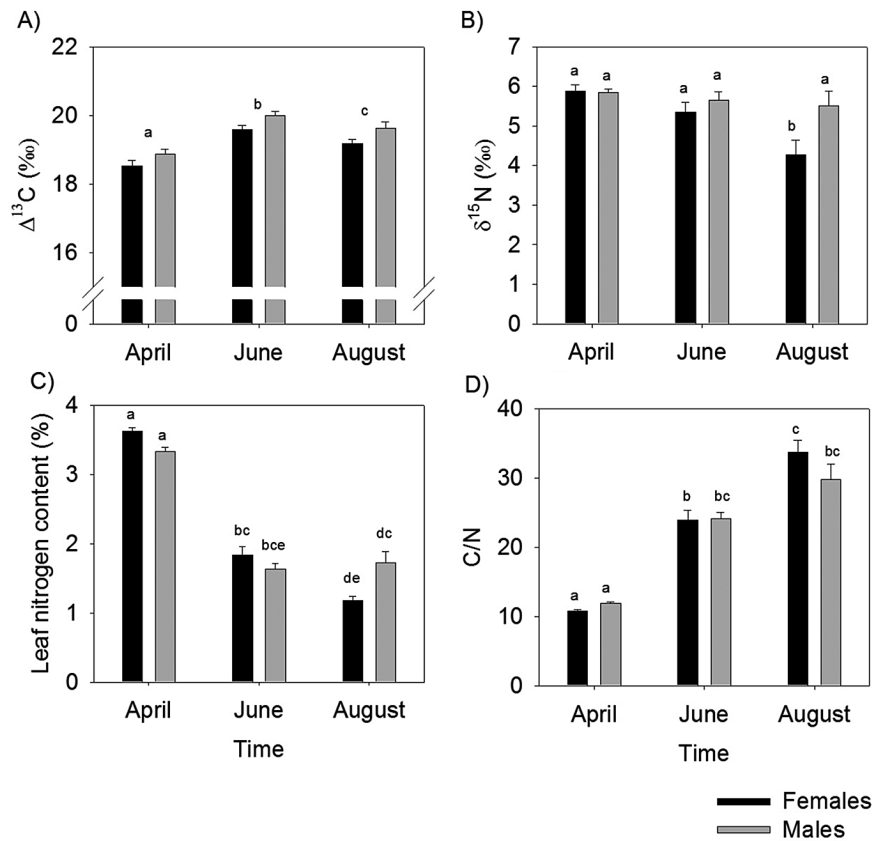 A)
22
20
18
16
0
Δ¹³C (‰)
a
b
c
April June August
B)
7
6
5
4
3
2
1
0
δ¹⁵N (‰)
a a
a a
b a
April June August
C)
4
3
2
1
0
Leaf nitrogen content (%)
a a
bc bce
de dc
April June August
Time
D)
40
30
20
10
0
C/N
a a
b bc
c bc
April June August
Time
Females
Males